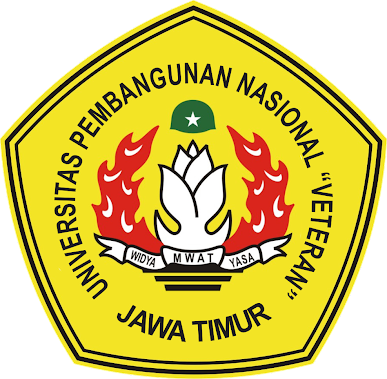 UNIVERSITAS PEMBANGUNAN NASIONAL "VETERAN"
WIDYA MWAT YASA
JAWA TIMUR